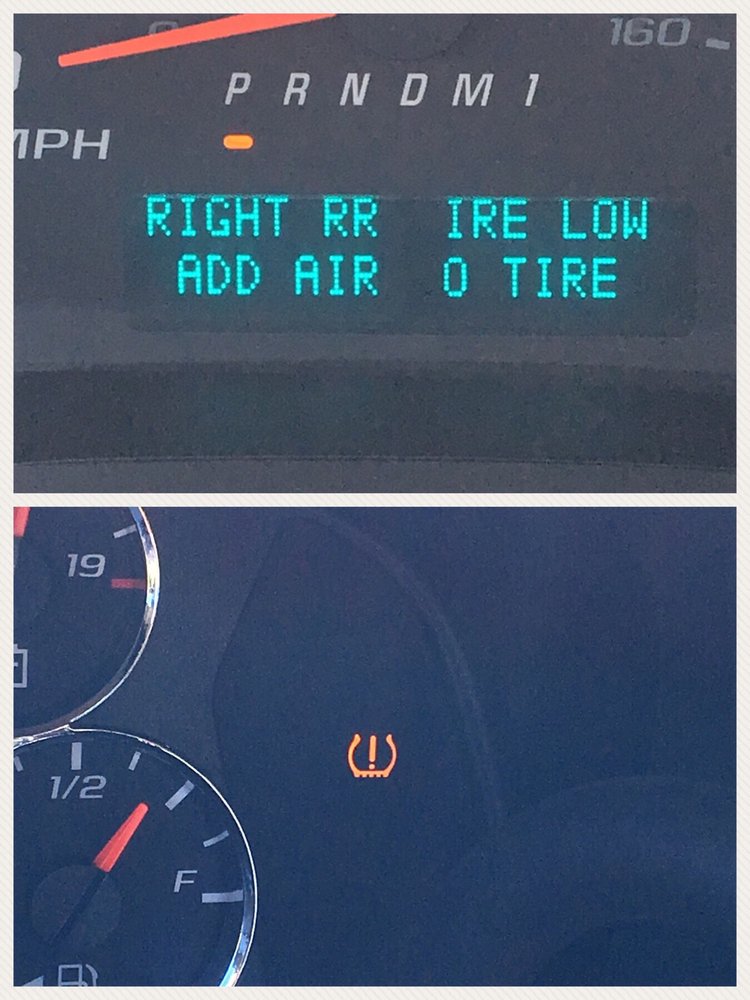 160
MPH
P R N D M 1
RIGHT RR IRE LOW
ADD AIR O TIRE
19
1/2
F